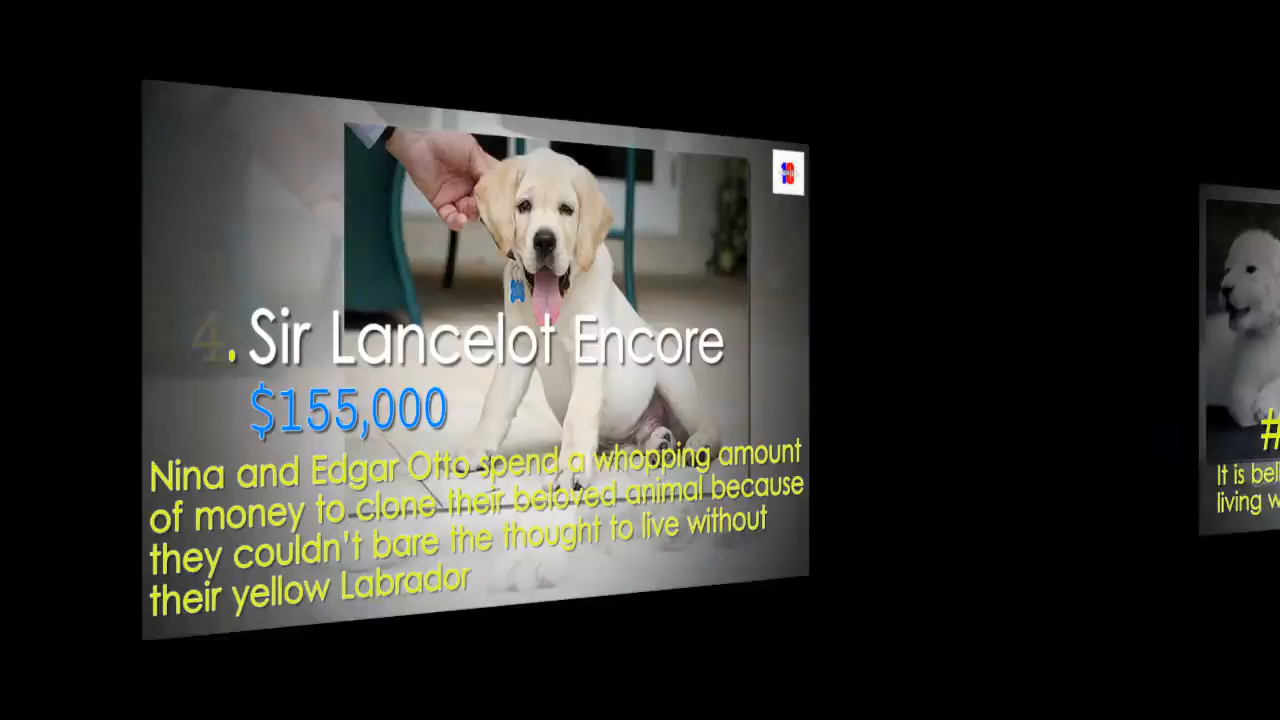 4. Sir Lancelot Encore
$155,000
Nina and Edgar Otto spend a whopping amount
of money to clone their beloved animal because
they couldn't bare the thought to live without
their yellow Labrador
10
#
It is
living